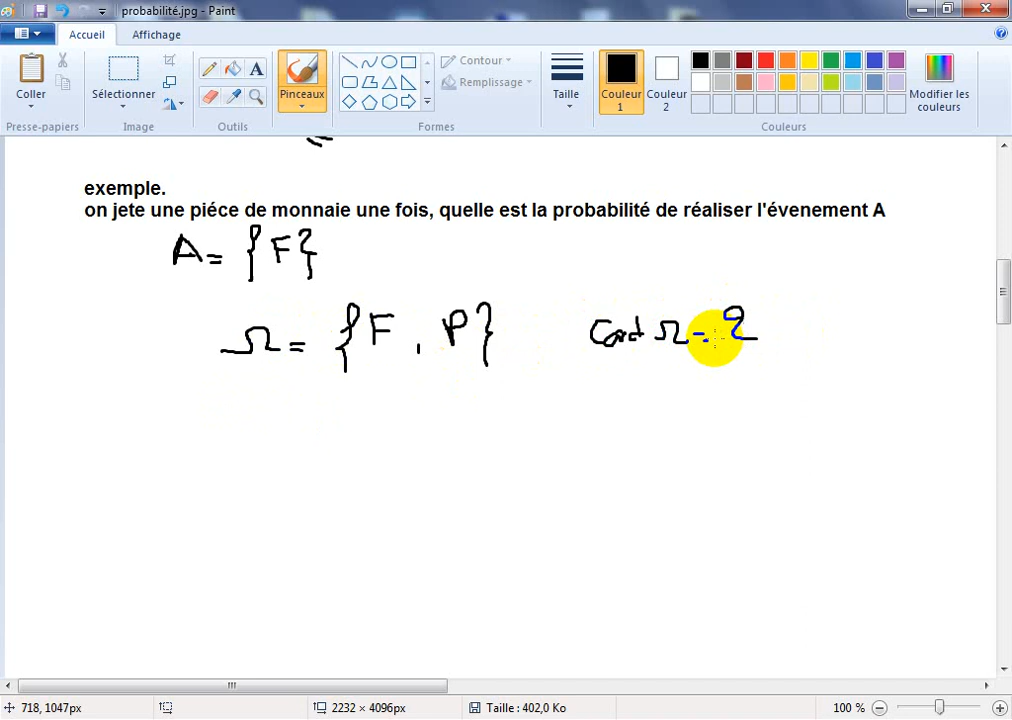 probabilité.jpg - Paint
Accueil Affichage
Coller Sélectionner Pinceaux Contour Remplissage Taille Couleur 1 Couleur 2 Modifier les couleurs
Presse-papiers Image Outils Formes Couleurs
exemple.
on jete une piéce de monnaie une fois, quelle est la probabilité de réaliser l'évenement A
A = {F}
Ω = {F, P} Card Ω = 2
718, 1047px 2232 × 4096px Taille : 402,0 Ko 100 %